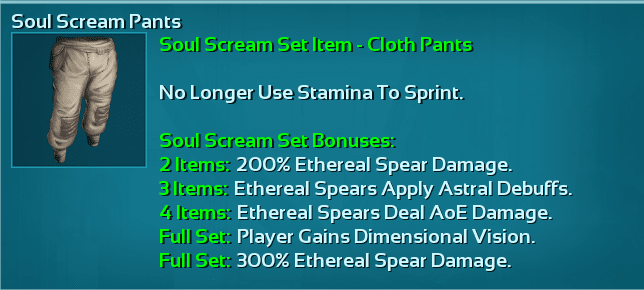 Soul Scream Pants
Soul Scream Set Item - Cloth Pants
No Longer Use Stamina To Sprint.
Soul Scream Set Bonuses:
2 Items: 200% Ethereal Spear Damage.
3 Items: Ethereal Spears Apply Astral Debuffs.
4 Items: Ethereal Spears Deal AoE Damage.
Full Set: Player Gains Dimensional Vision.
Full Set: 300% Ethereal Spear Damage.